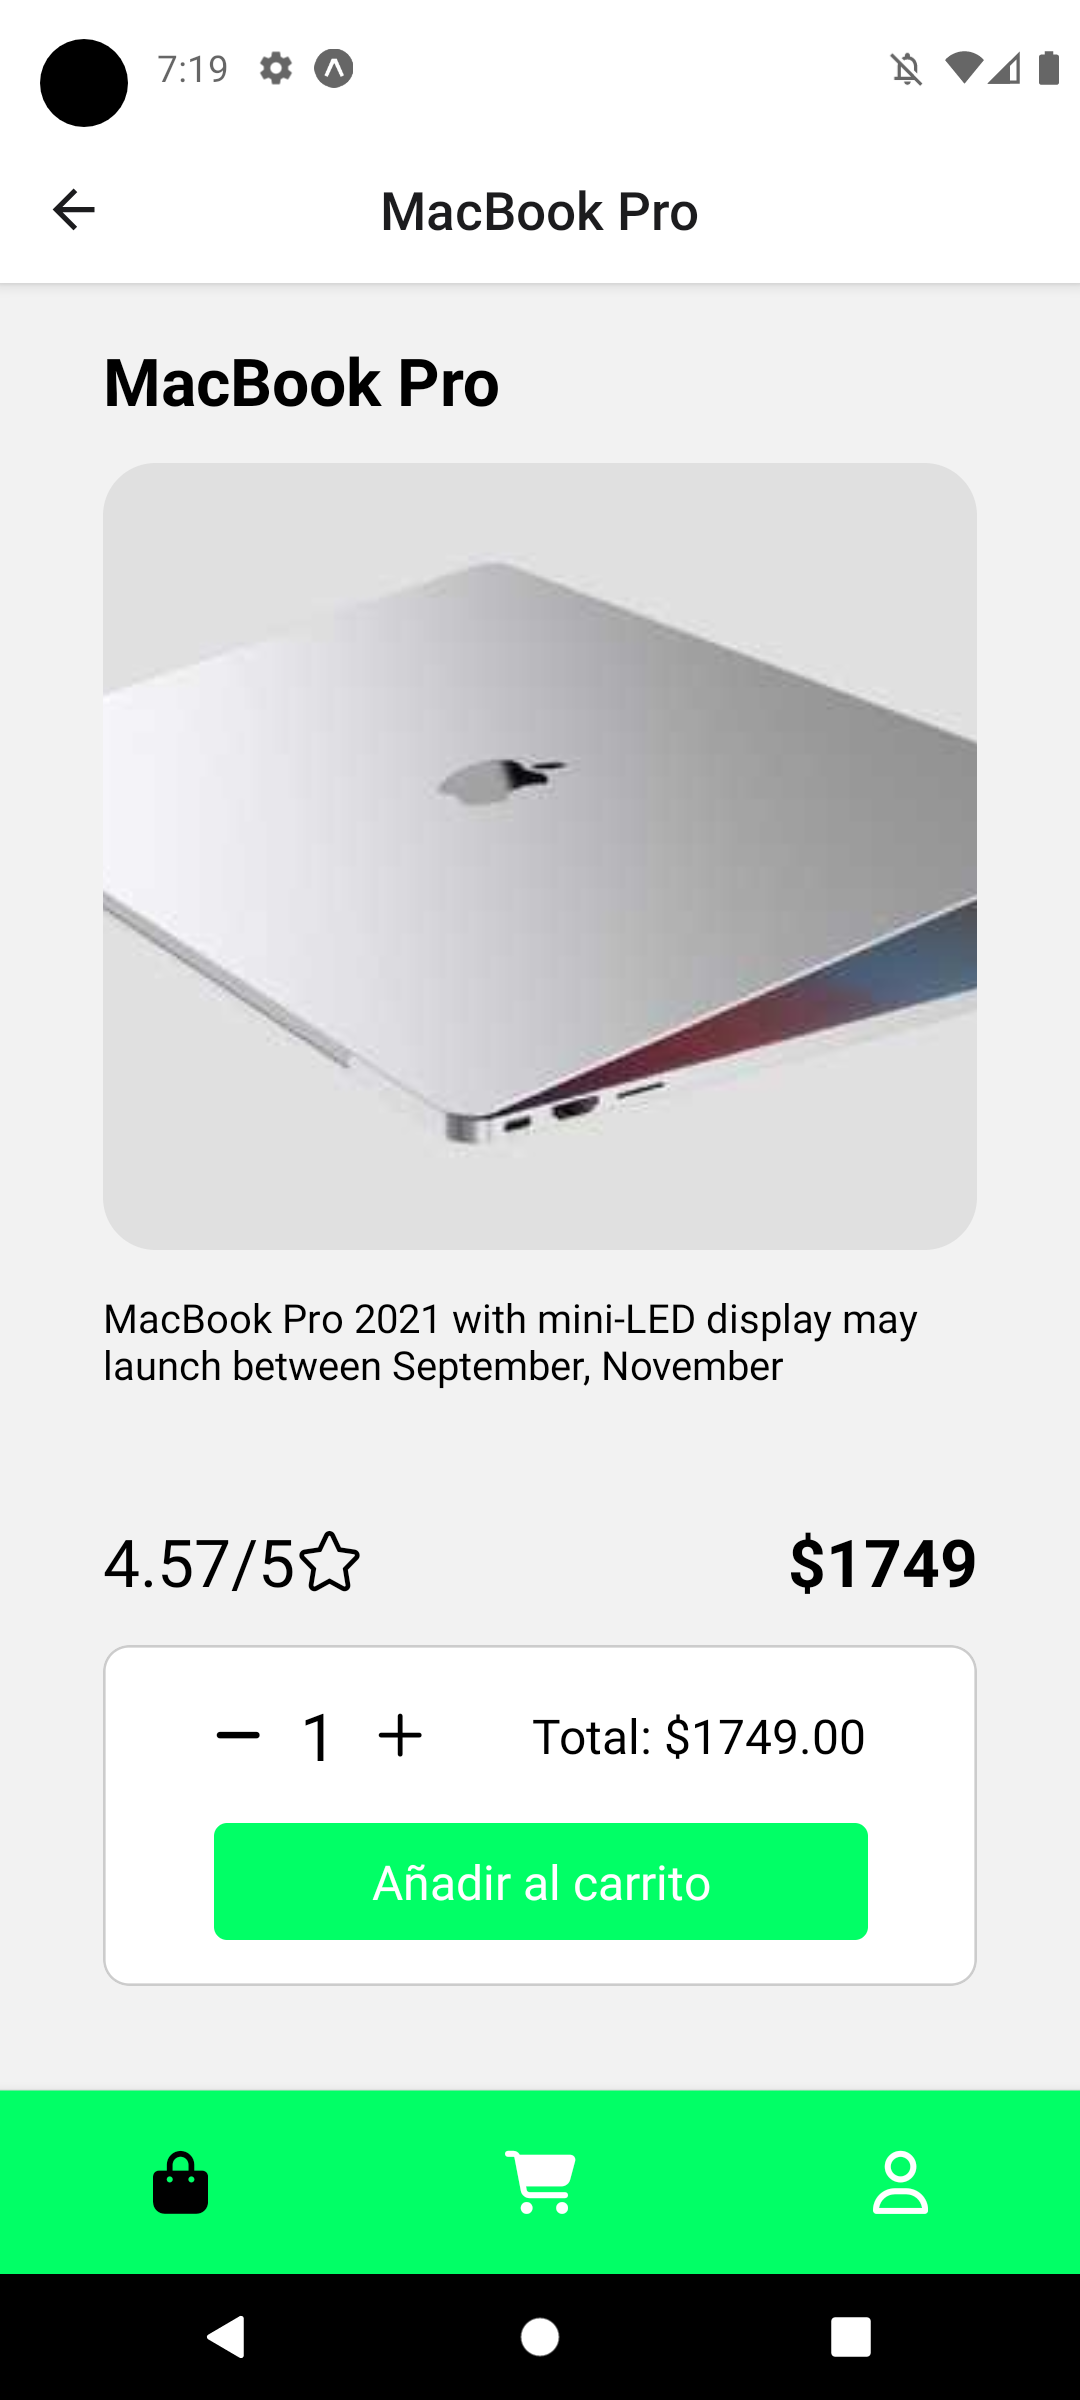 7:19
MacBook Pro
MacBook Pro
MacBook Pro 2021 with mini-LED display may
launch between September, November
4.57/5
$1749
1
Total: $1749.00
Añadir al carrito